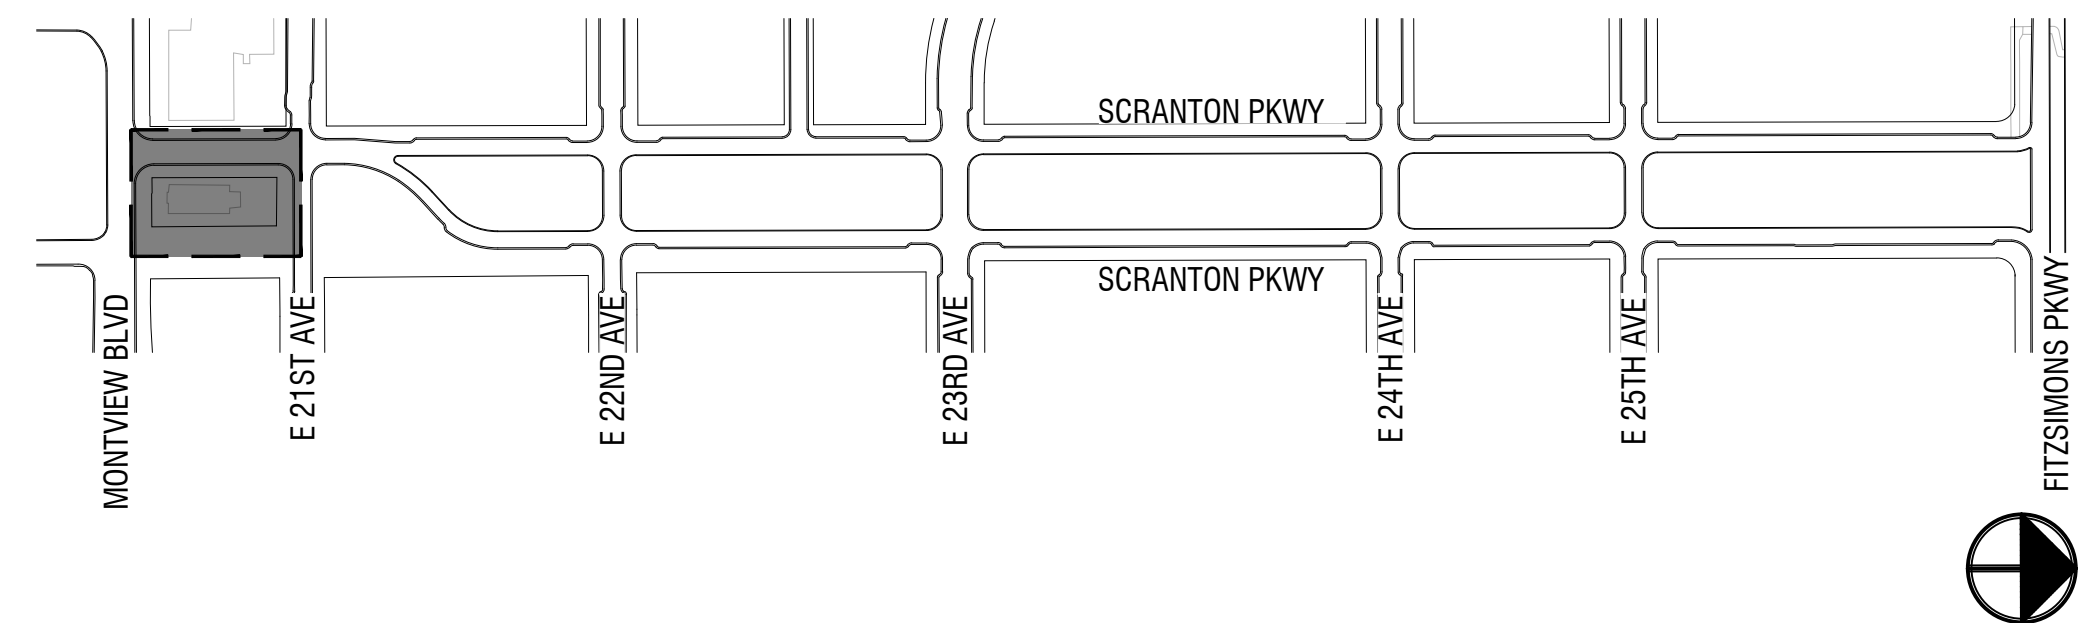 SCRANTON PKWY
SCRANTON PKWY
MONTVIEW BLVD
E 21ST AVE
E 22ND AVE
E 23RD AVE
E 24TH AVE
E 25TH AVE
FITZSIMONS PKWY